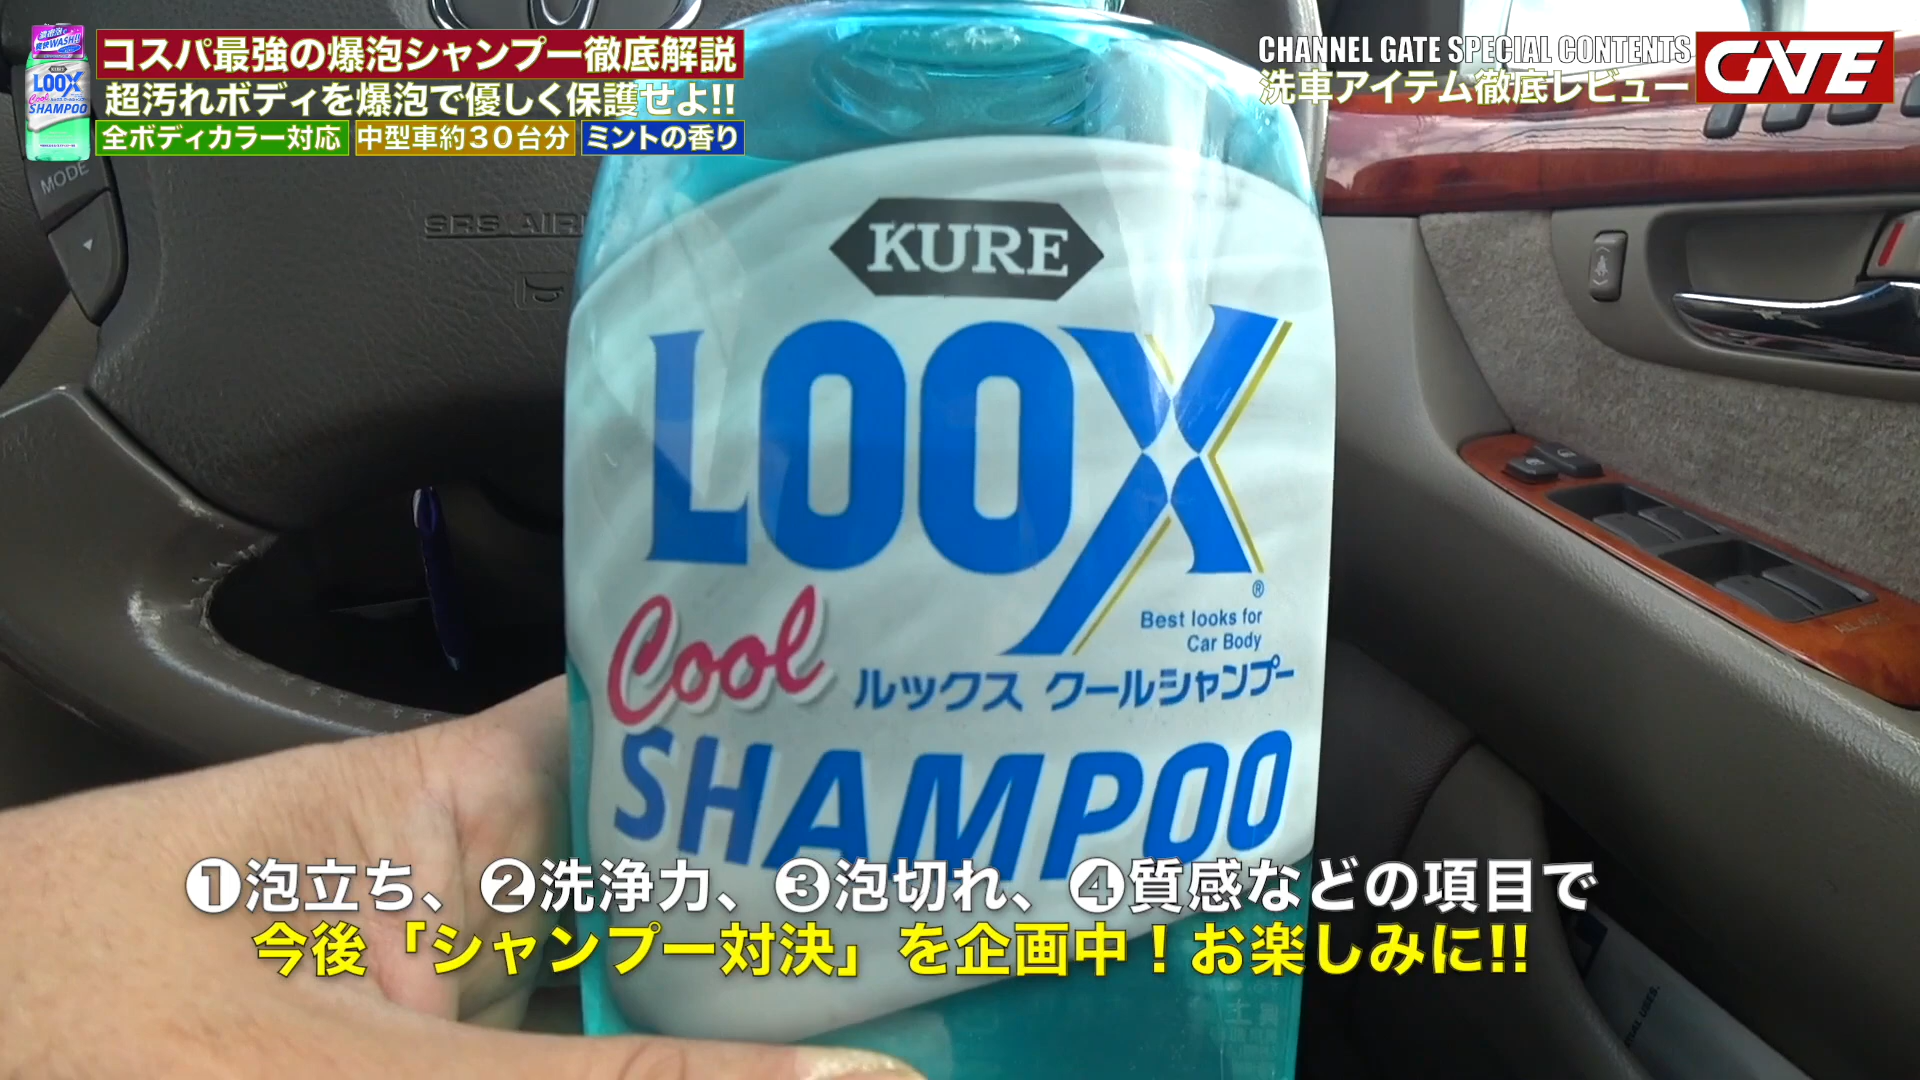 コスパ最強の爆泡シャンプー徹底解説
超汚れボディを爆泡で優しく保護せよ!!
全ボディカラー対応 中型車約30台分 ミントの香り
LOOX
Cool
SHAMPOO
CHANNEL GATE SPECIAL CONTENTS
洗車アイテム徹底レビュー
GATE
MODE
SRS AIR
KURE
LOOX
®
Best looks for
Car Body
Cool
ルックス クールシャンプー
SHAMPOO
❶泡立ち、❷洗浄力、❸泡切れ、❹質感などの項目で
今後「シャンプー対決」を企画中！お楽しみに!!